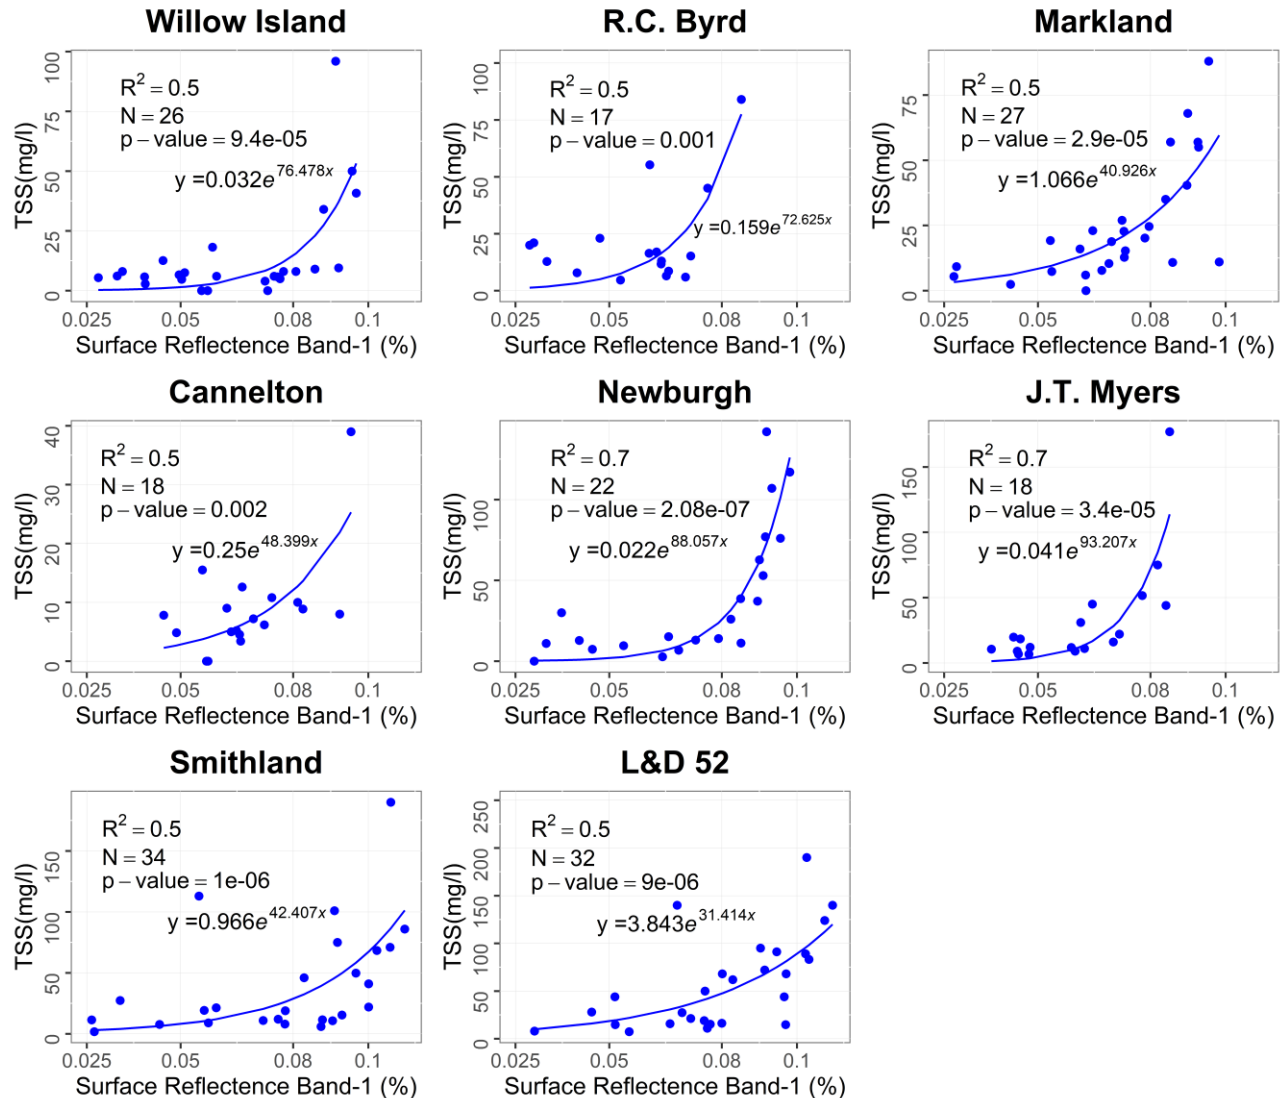 Willow Island
R² = 0.5
N = 26
p − value = 9.4e-05
y =0.032e^76.478x
TSS(mg/l)
100
75
50
25
0
0.025 0.05 0.08 0.1
Surface Reflectence Band-1 (%)
R.C. Byrd
R² = 0.5
N = 17
p − value = 0.001
y =0.159e^72.625x
TSS(mg/l)
100
75
50
25
0
0.025 0.05 0.08 0.1
Surface Reflectence Band-1 (%)
Markland
R² = 0.5
N = 27
p − value = 2.9e-05
y =1.066e^40.926x
TSS(mg/l)
75
50
25
0
0.025 0.05 0.08 0.1
Surface Reflectence Band-1 (%)
Cannelton
R² = 0.5
N = 18
p − value = 0.002
y =0.25e^48.399x
TSS(mg/l)
40
30
20
10
0
0.025 0.05 0.08 0.1
Surface Reflectence Band-1 (%)
Newburgh
R² = 0.7
N = 22
p − value = 2.08e-07
y =0.022e^88.057x
TSS(mg/l)
100
50
0
0.025 0.05 0.08 0.1
Surface Reflectence Band-1 (%)
J.T. Myers
R² = 0.7
N = 18
p − value = 3.4e-05
y =0.041e^93.207x
TSS(mg/l)
150
100
50
0
0.025 0.05 0.08 0.1
Surface Reflectence Band-1 (%)
Smithland
R² = 0.5
N = 34
p − value = 1e-06
y =0.966e^42.407x
TSS(mg/l)
150
100
50
0
0.025 0.05 0.08 0.1
Surface Reflectence Band-1 (%)
L&D 52
R² = 0.5
N = 32
p − value = 9e-06
y =3.843e^31.414x
TSS(mg/l)
250
200
150
100
50
0
0.025 0.05 0.08 0.1
Surface Reflectence Band-1 (%)